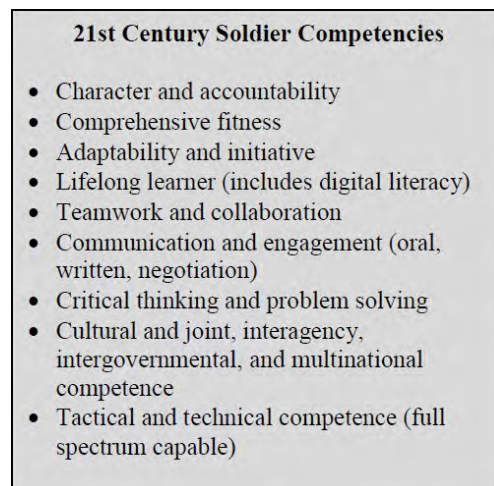 21st Century Soldier Competencies
• Character and accountability
• Comprehensive fitness
• Adaptability and initiative
• Lifelong learner (includes digital literacy)
• Teamwork and collaboration
• Communication and engagement (oral,
written, negotiation)
• Critical thinking and problem solving
• Cultural and joint, interagency,
intergovernmental, and multinational
competence
• Tactical and technical competence (full
spectrum capable)